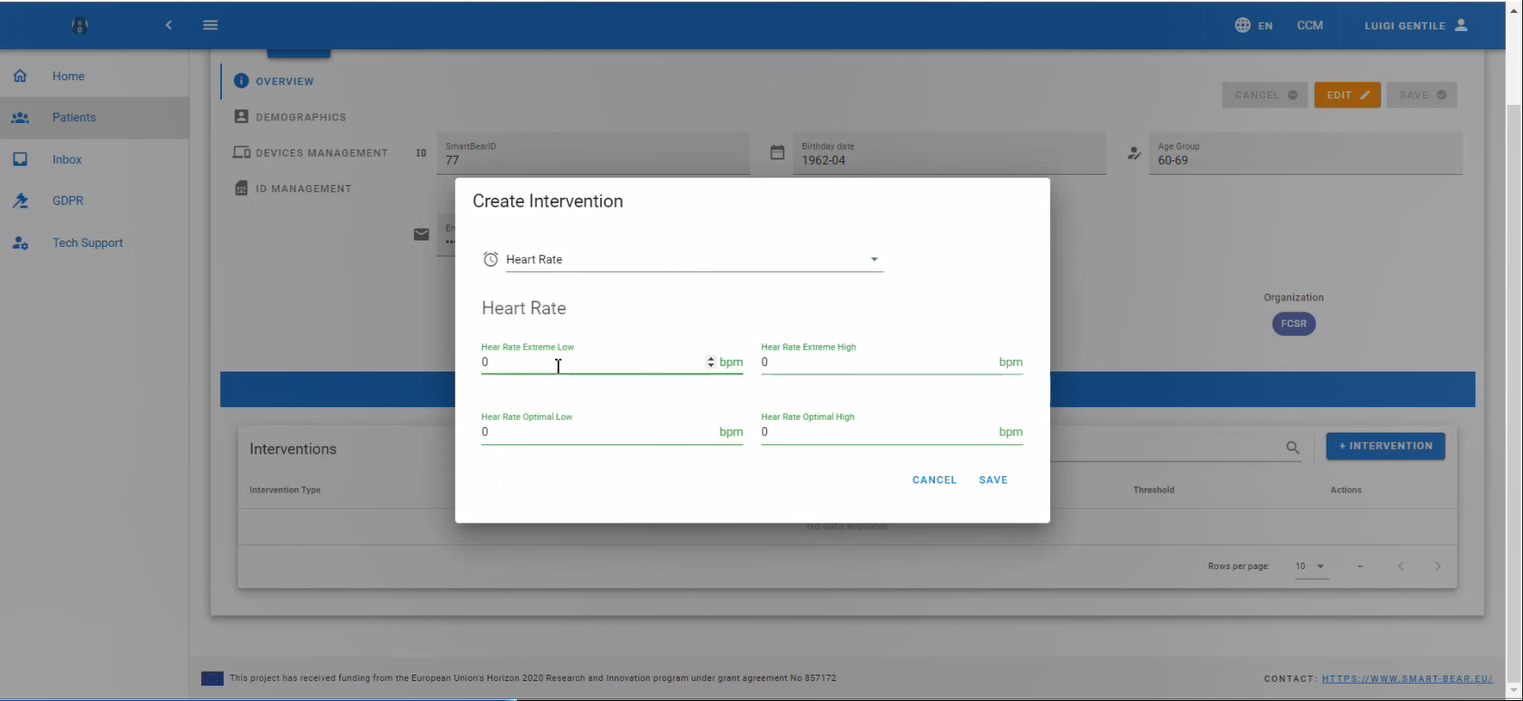 EN
CCM
LUIGI GENTILE
Home
Patients
Inbox
GDPR
Tech Support
OVERVIEW
DEMOGRAPHICS
DEVICES MANAGEMENT
ID MANAGEMENT
CANCEL
EDIT
SAVE
ID
SmartBearID
77
Birthday date
1962-04
Age Group
60-69
Organization
FCSR
Create Intervention
Heart Rate
Heart Rate
Hear Rate Extreme Low
0 bpm
Hear Rate Extreme High
0 bpm
Hear Rate Optimal Low
0 bpm
Hear Rate Optimal High
0 bpm
CANCEL SAVE
Interventions
+ INTERVENTION
Intervention Type
Threshold
Actions
No data available
Rows per page: 10 –
This project has received funding from the European Union's Horizon 2020 Research and Innovation program under grant agreement No 857172
CONTACT: HTTPS://WWW.SMART-BEAR.EU/